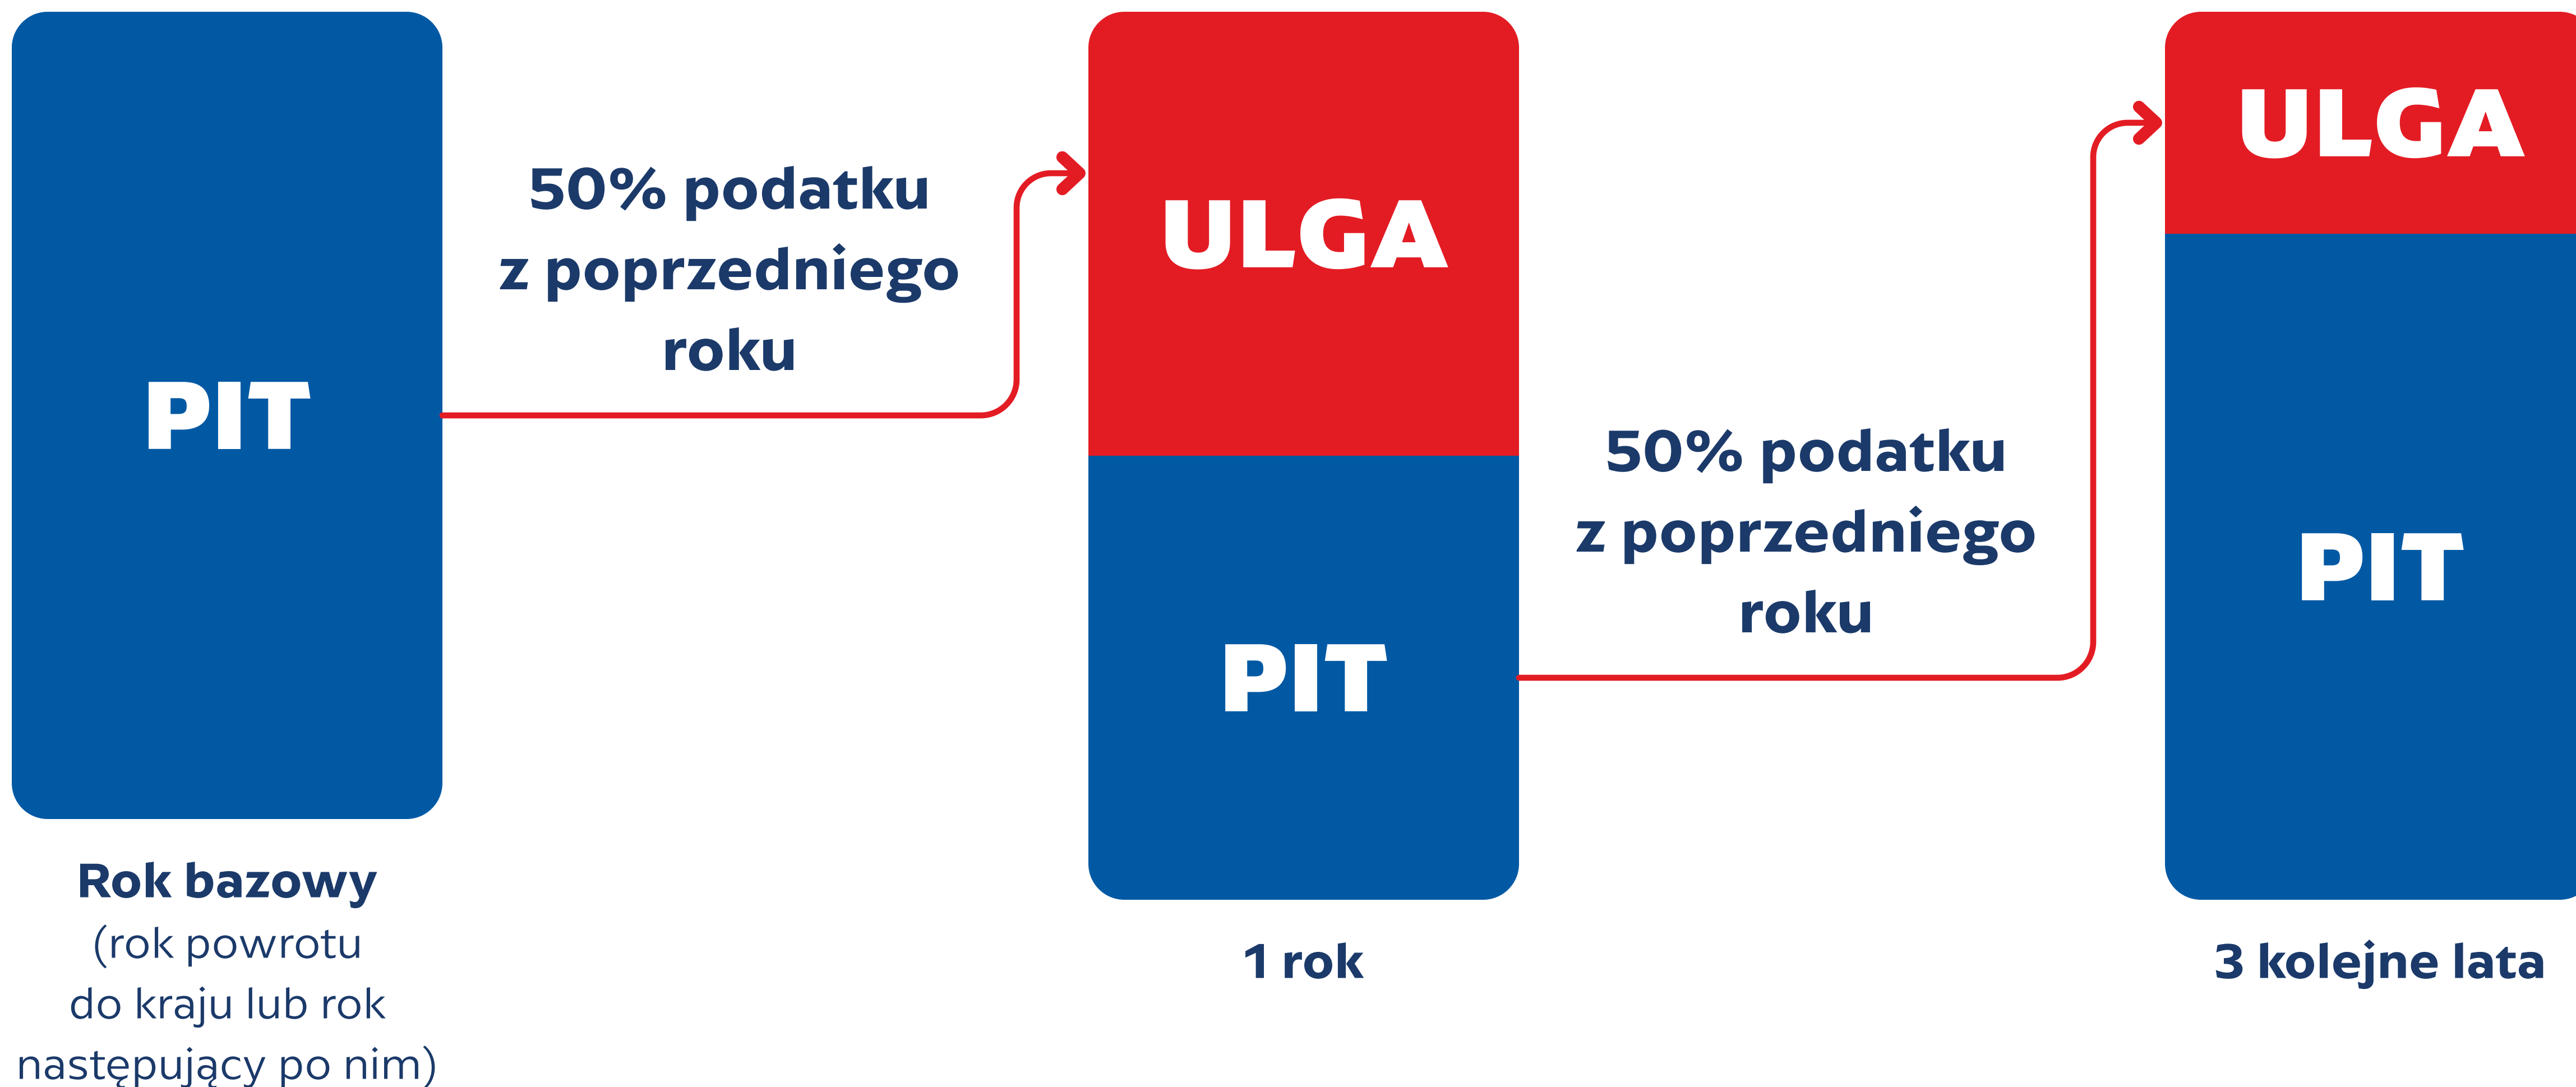 PIT
Rok bazowy
(rok powrotu
do kraju lub rok
następujący po nim)
50% podatku
z poprzedniego
roku
ULGA
PIT
1 rok
50% podatku
z poprzedniego
roku
ULGA
PIT
3 kolejne lata